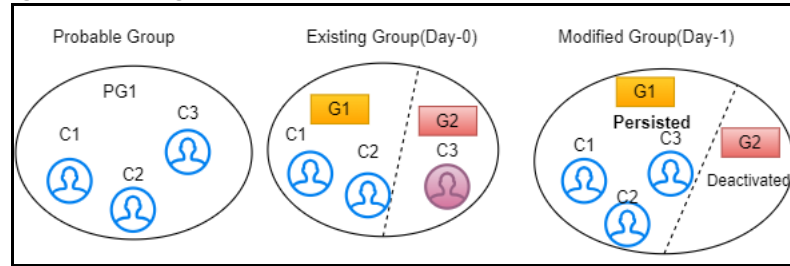 Probable Group
PG1
C3
C1
C2
Existing Group(Day-0)
G1
G2
C1
C2
C3
Modified Group(Day-1)
G1
Persisted
C1
C3
G2
C2
Deactivated